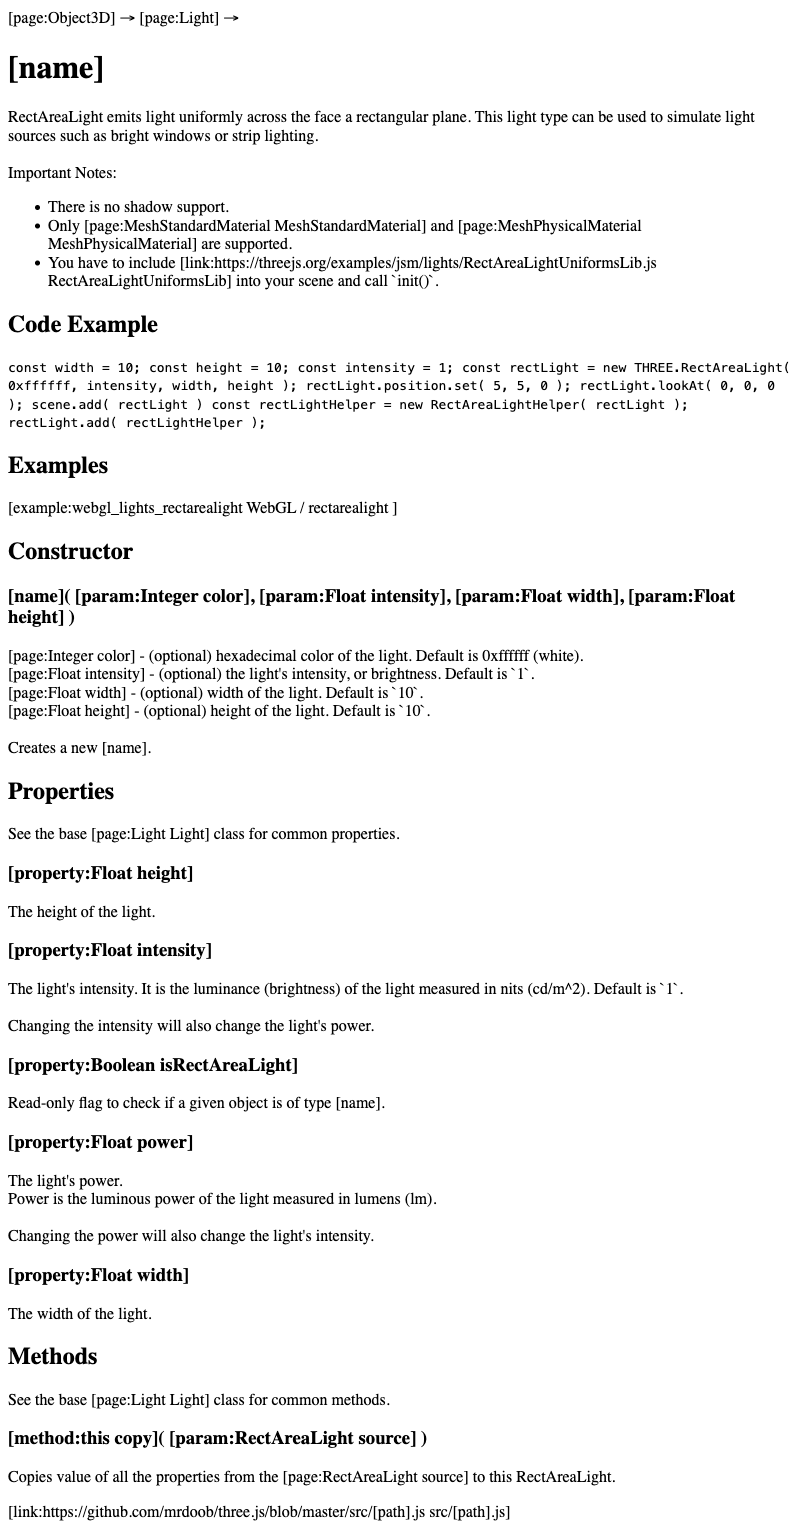 [page:Object3D] → [page:Light] →
[name]
RectAreaLight emits light uniformly across the face a rectangular plane. This light type can be used to simulate light
sources such as bright windows or strip lighting.
Important Notes:
• There is no shadow support.
• Only [page:MeshStandardMaterial MeshStandardMaterial] and [page:MeshPhysicalMaterial
MeshPhysicalMaterial] are supported.
• You have to include [link:https://threejs.org/examples/jsm/lights/RectAreaLightUniformsLib.js
RectAreaLightUniformsLib] into your scene and call `init()`.
Code Example
const width = 10; const height = 10; const intensity = 1; const rectLight = new THREE.RectAreaLight(
0xffffff, intensity, width, height ); rectLight.position.set( 5, 5, 0 ); rectLight.lookAt( 0, 0, 0
); scene.add( rectLight ) const rectLightHelper = new RectAreaLightHelper( rectLight );
rectLight.add( rectLightHelper );
Examples
[example:webgl_lights_rectarealight WebGL / rectarealight ]
Constructor
[name]( [param:Integer color], [param:Float intensity], [param:Float width], [param:Float
height] )
[page:Integer color] - (optional) hexadecimal color of the light. Default is 0xffffff (white).
[page:Float intensity] - (optional) the light's intensity, or brightness. Default is `1`.
[page:Float width] - (optional) width of the light. Default is `10`.
[page:Float height] - (optional) height of the light. Default is `10`.
Creates a new [name].
Properties
See the base [page:Light Light] class for common properties.
[property:Float height]
The height of the light.
[property:Float intensity]
The light's intensity. It is the luminance (brightness) of the light measured in nits (cd/m^2). Default is `1`.
Changing the intensity will also change the light's power.
[property:Boolean isRectAreaLight]
Read-only flag to check if a given object is of type [name].
[property:Float power]
The light's power.
Power is the luminous power of the light measured in lumens (lm).
Changing the power will also change the light's intensity.
[property:Float width]
The width of the light.
Methods
See the base [page:Light Light] class for common methods.
[method:this copy]( [param:RectAreaLight source] )
Copies value of all the properties from the [page:RectAreaLight source] to this RectAreaLight.
[link:https://github.com/mrdoob/three.js/blob/master/src/[path].js src/[path].js]